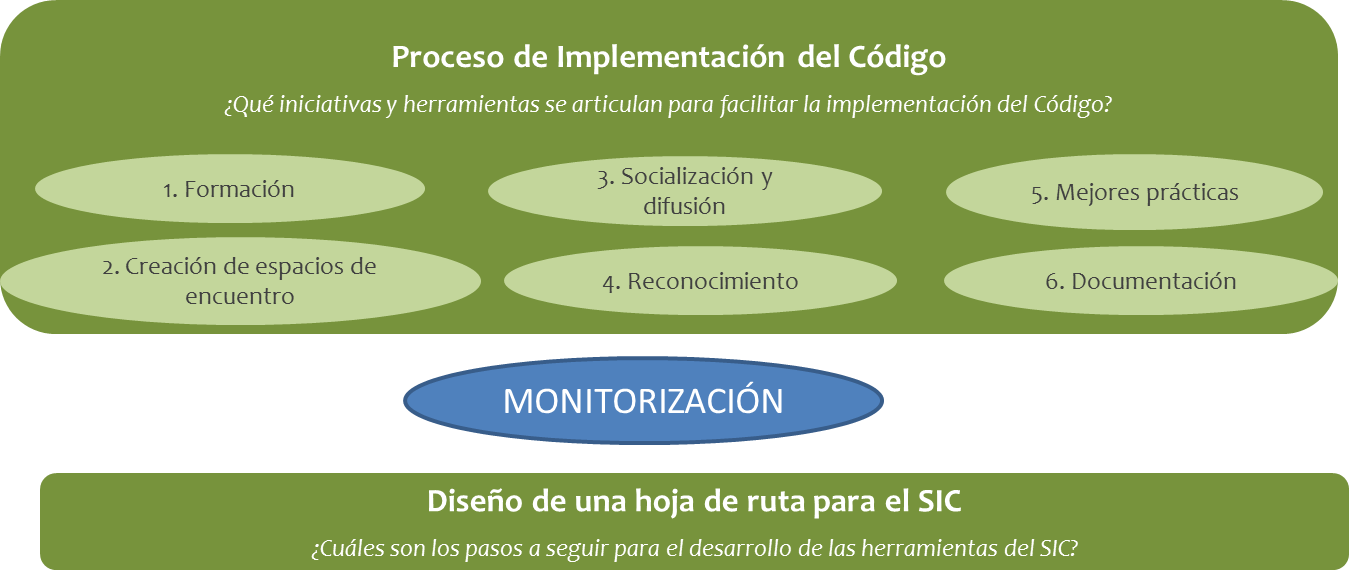 Proceso de Implementación del Código
¿Qué iniciativas y herramientas se articulan para facilitar la implementación del Código?
1. Formación
2. Creación de espacios de
encuentro
3. Socialización y
difusión
4. Reconocimiento
5. Mejores prácticas
6. Documentación
MONITORIZACIÓN
Diseño de una hoja de ruta para el SIC
¿Cuáles son los pasos a seguir para el desarrollo de las herramientas del SIC?